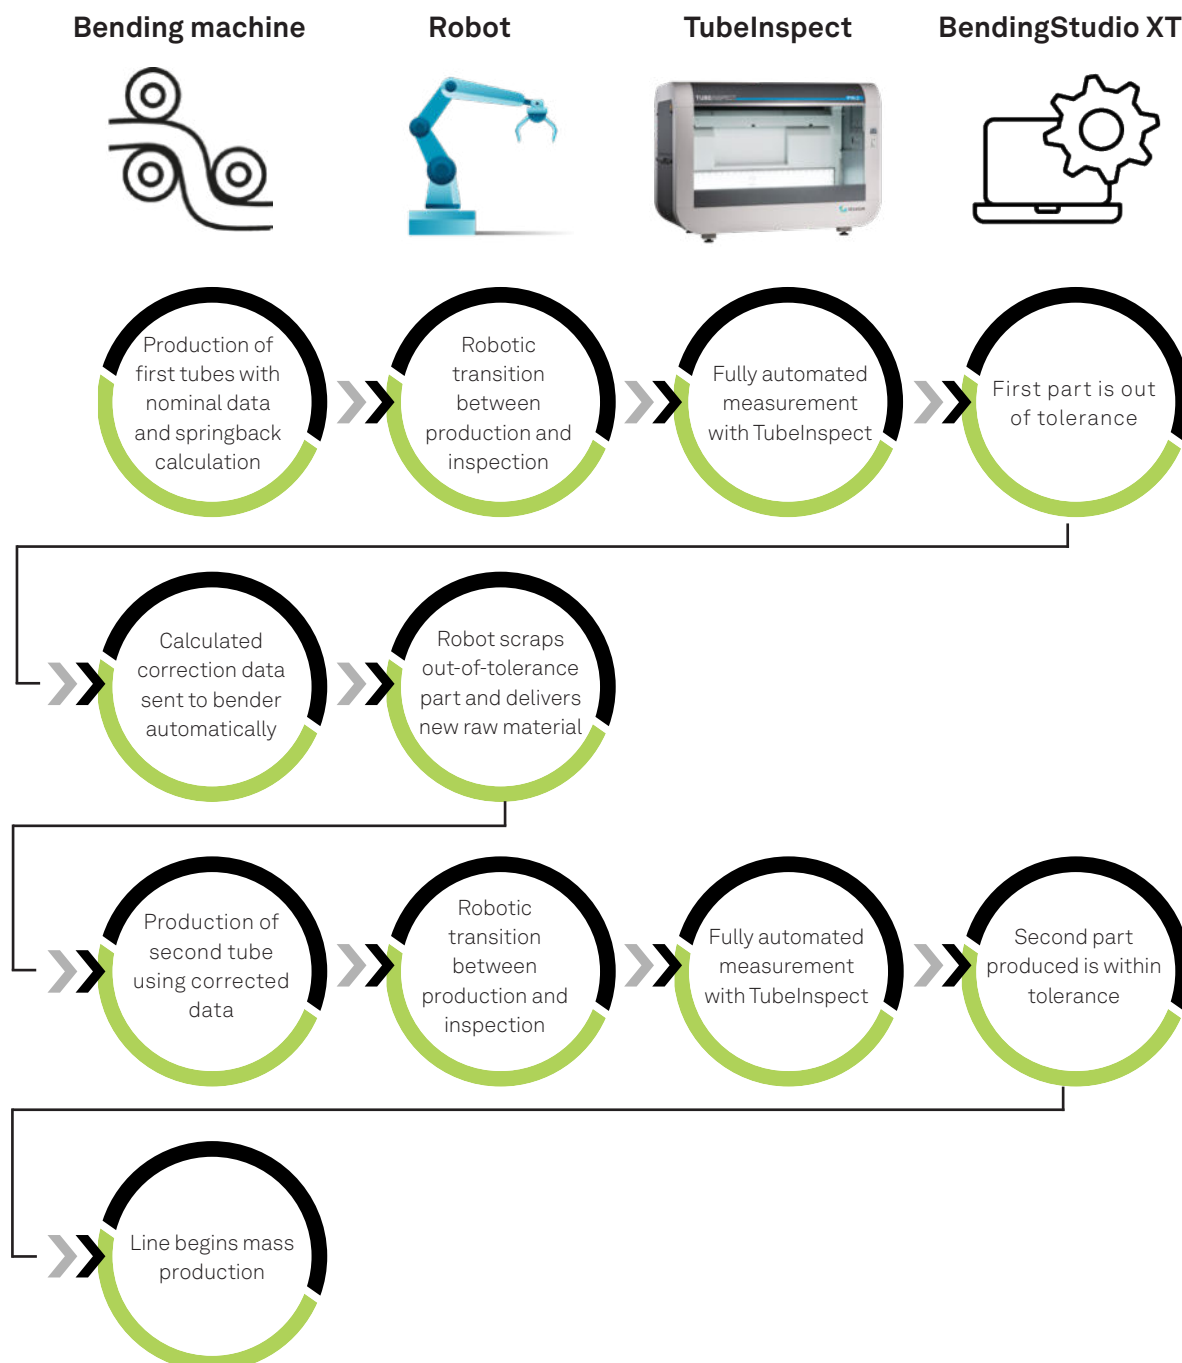 Bending machine
Robot
TubeInspect
BendingStudio XT
TUBEINSPECT
Production of
first tubes with
nominal data
and springback
calculation
Robotic
transition
between
production and
inspection
Fully automated
measurement
with TubeInspect
First part is out
of tolerance
Calculated
correction data
sent to bender
automatically
Robot scraps
out-of-tolerance
part and delivers
new raw material
Production of
second tube
using corrected
data
Robotic
transition
between
production and
inspection
Fully automated
measurement
with TubeInspect
Second part
produced is within
tolerance
Line begins mass
production